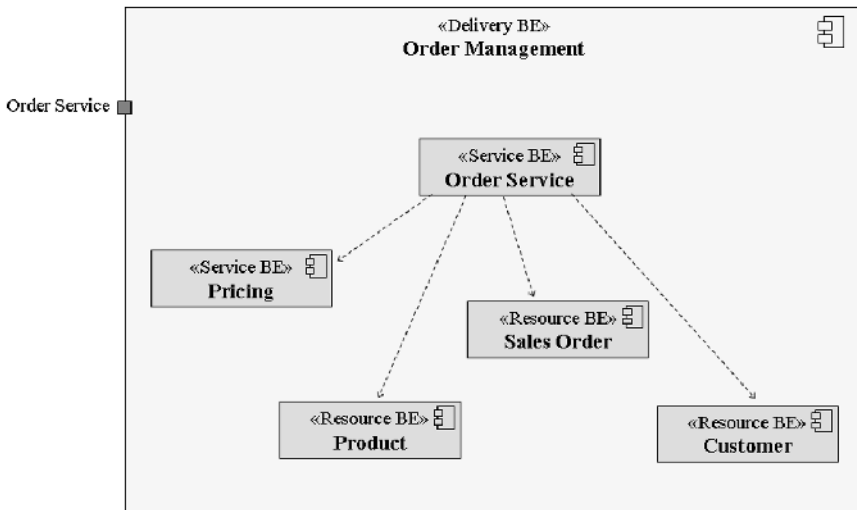 «Delivery BE»
Order Management
Order Service
«Service BE»
Order Service
«Service BE»
Pricing
«Resource BE»
Sales Order
«Resource BE»
Product
«Resource BE»
Customer